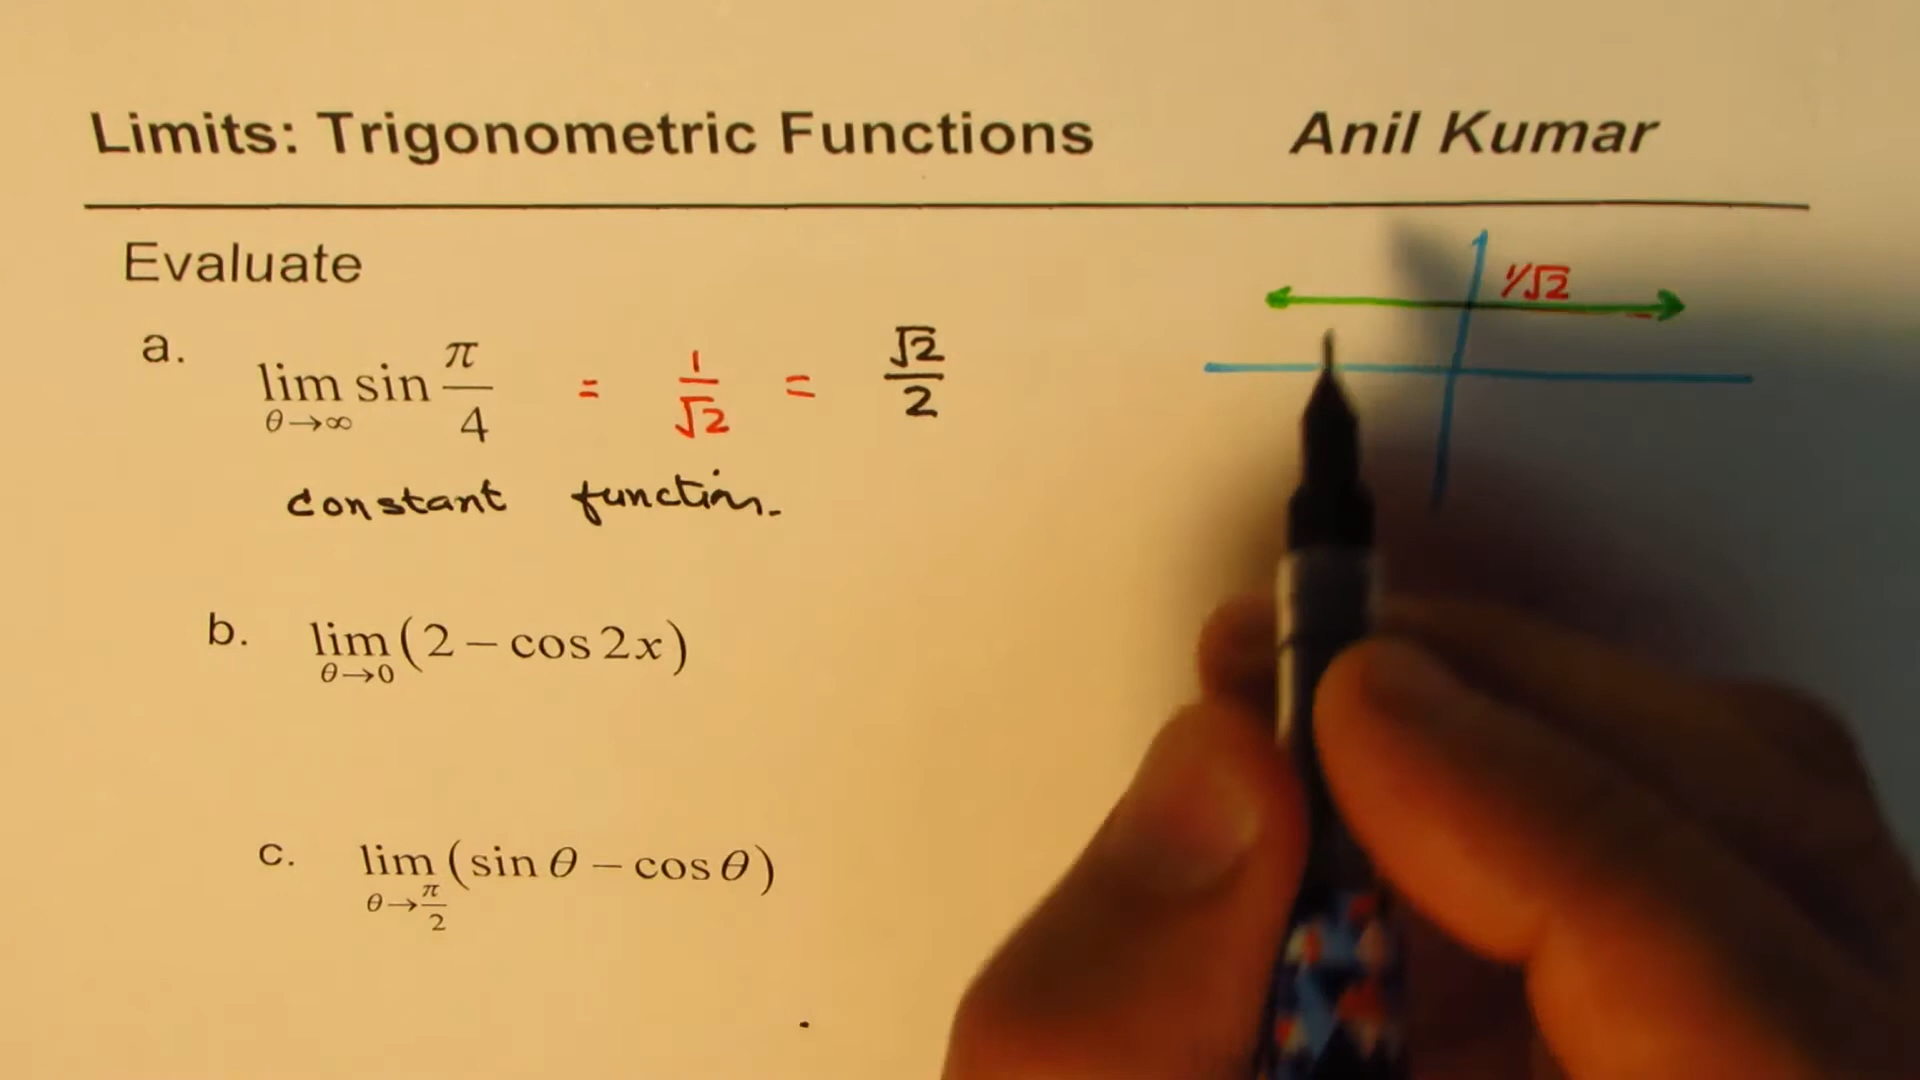 Limits: Trigonometric Functions Anil Kumar
Evaluate
a. lim θ→∞ sin π/4 = 1/√2 = √2/2
1/√2
constant function.
b. lim θ→0 (2 − cos 2x)
c. lim θ→π/2 (sin θ − cos θ)